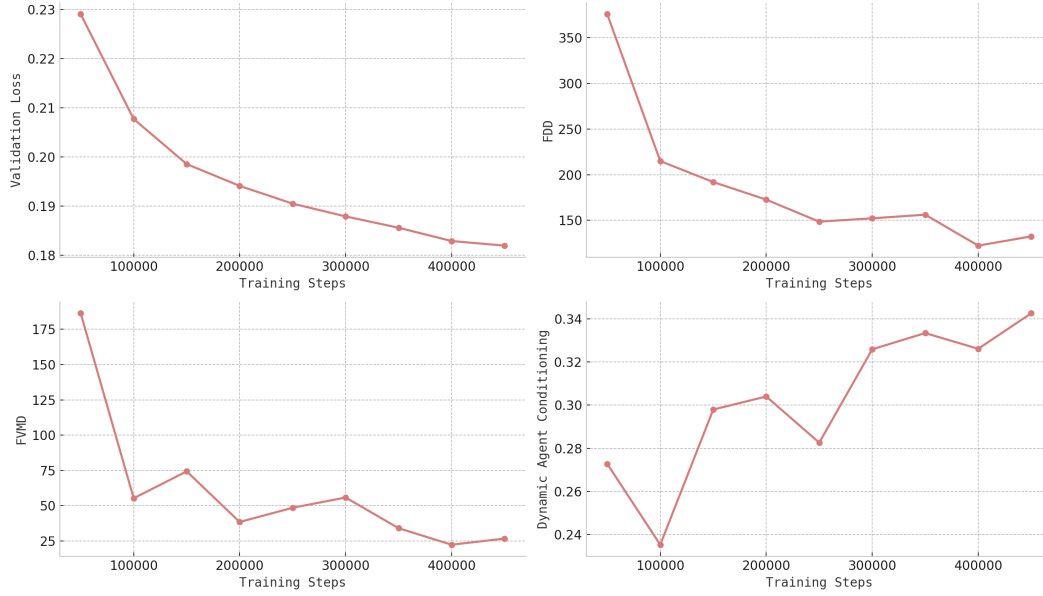 0.23
0.22
0.21
0.20
0.19
0.18
Validation Loss
100000 200000 300000 400000
Training Steps
350
300
250
200
150
FDD
100000 200000 300000 400000
Training Steps
175
150
125
100
75
50
25
FVMD
100000 200000 300000 400000
Training Steps
0.34
0.32
0.30
0.28
0.26
0.24
Dynamic Agent Conditioning
100000 200000 300000 400000
Training Steps